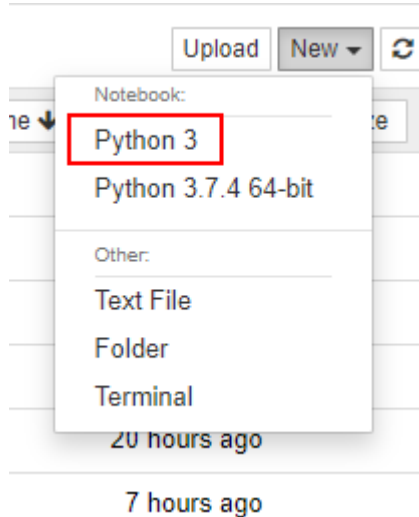 Upload New
Notebook:
Python 3
Python 3.7.4 64-bit
Other:
Text File
Folder
Terminal
20 hours ago
7 hours ago